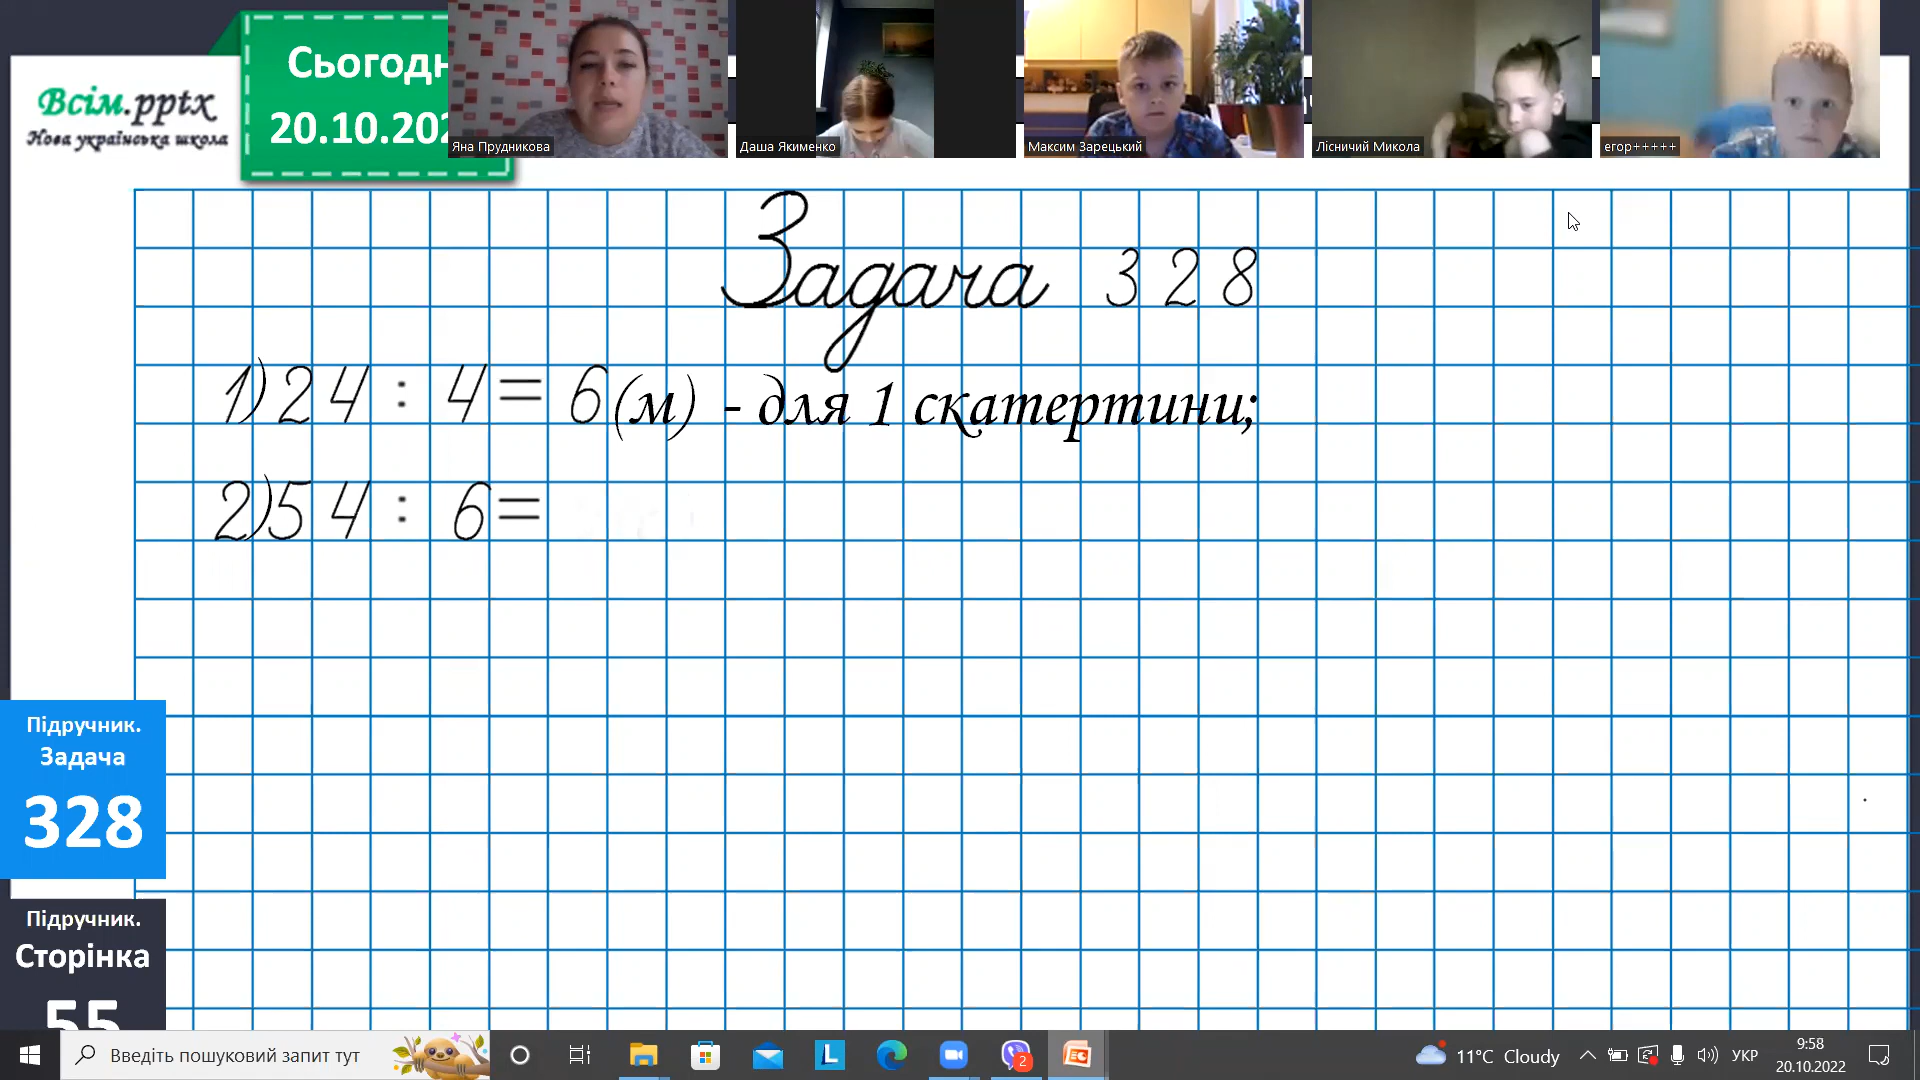 Всім.pptx
Нова українська школа
Сьогодн
20.10.202
Яна Прудникова
Даша Якименко
Максим Зарецький
Лісничий Микола
егор+++++
Задача 328
1) 24 : 4 = 6 (м) - для 1 скатертини;
2) 54 : 6 =
Підручник.
Задача
328
Підручник.
Сторінка
55
Введіть пошуковий запит тут
L
2
11°C Cloudy
УКР
9:58
20.10.2022